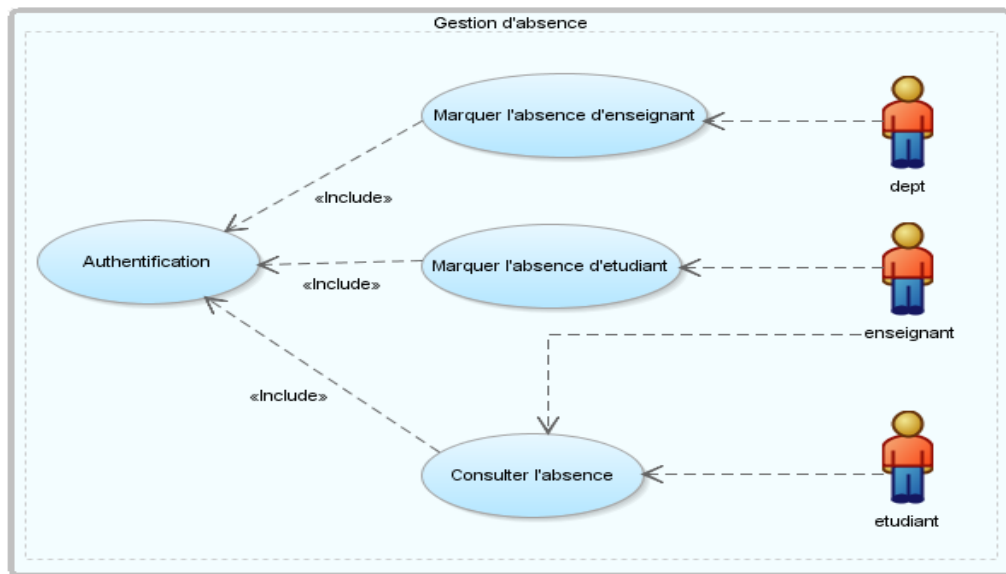 Gestion d'absence
Marquer l'absence d'enseignant
dept
«Include»
Authentification
Marquer l'absence d'etudiant
«Include»
enseignant
«Include»
Consulter l'absence
etudiant